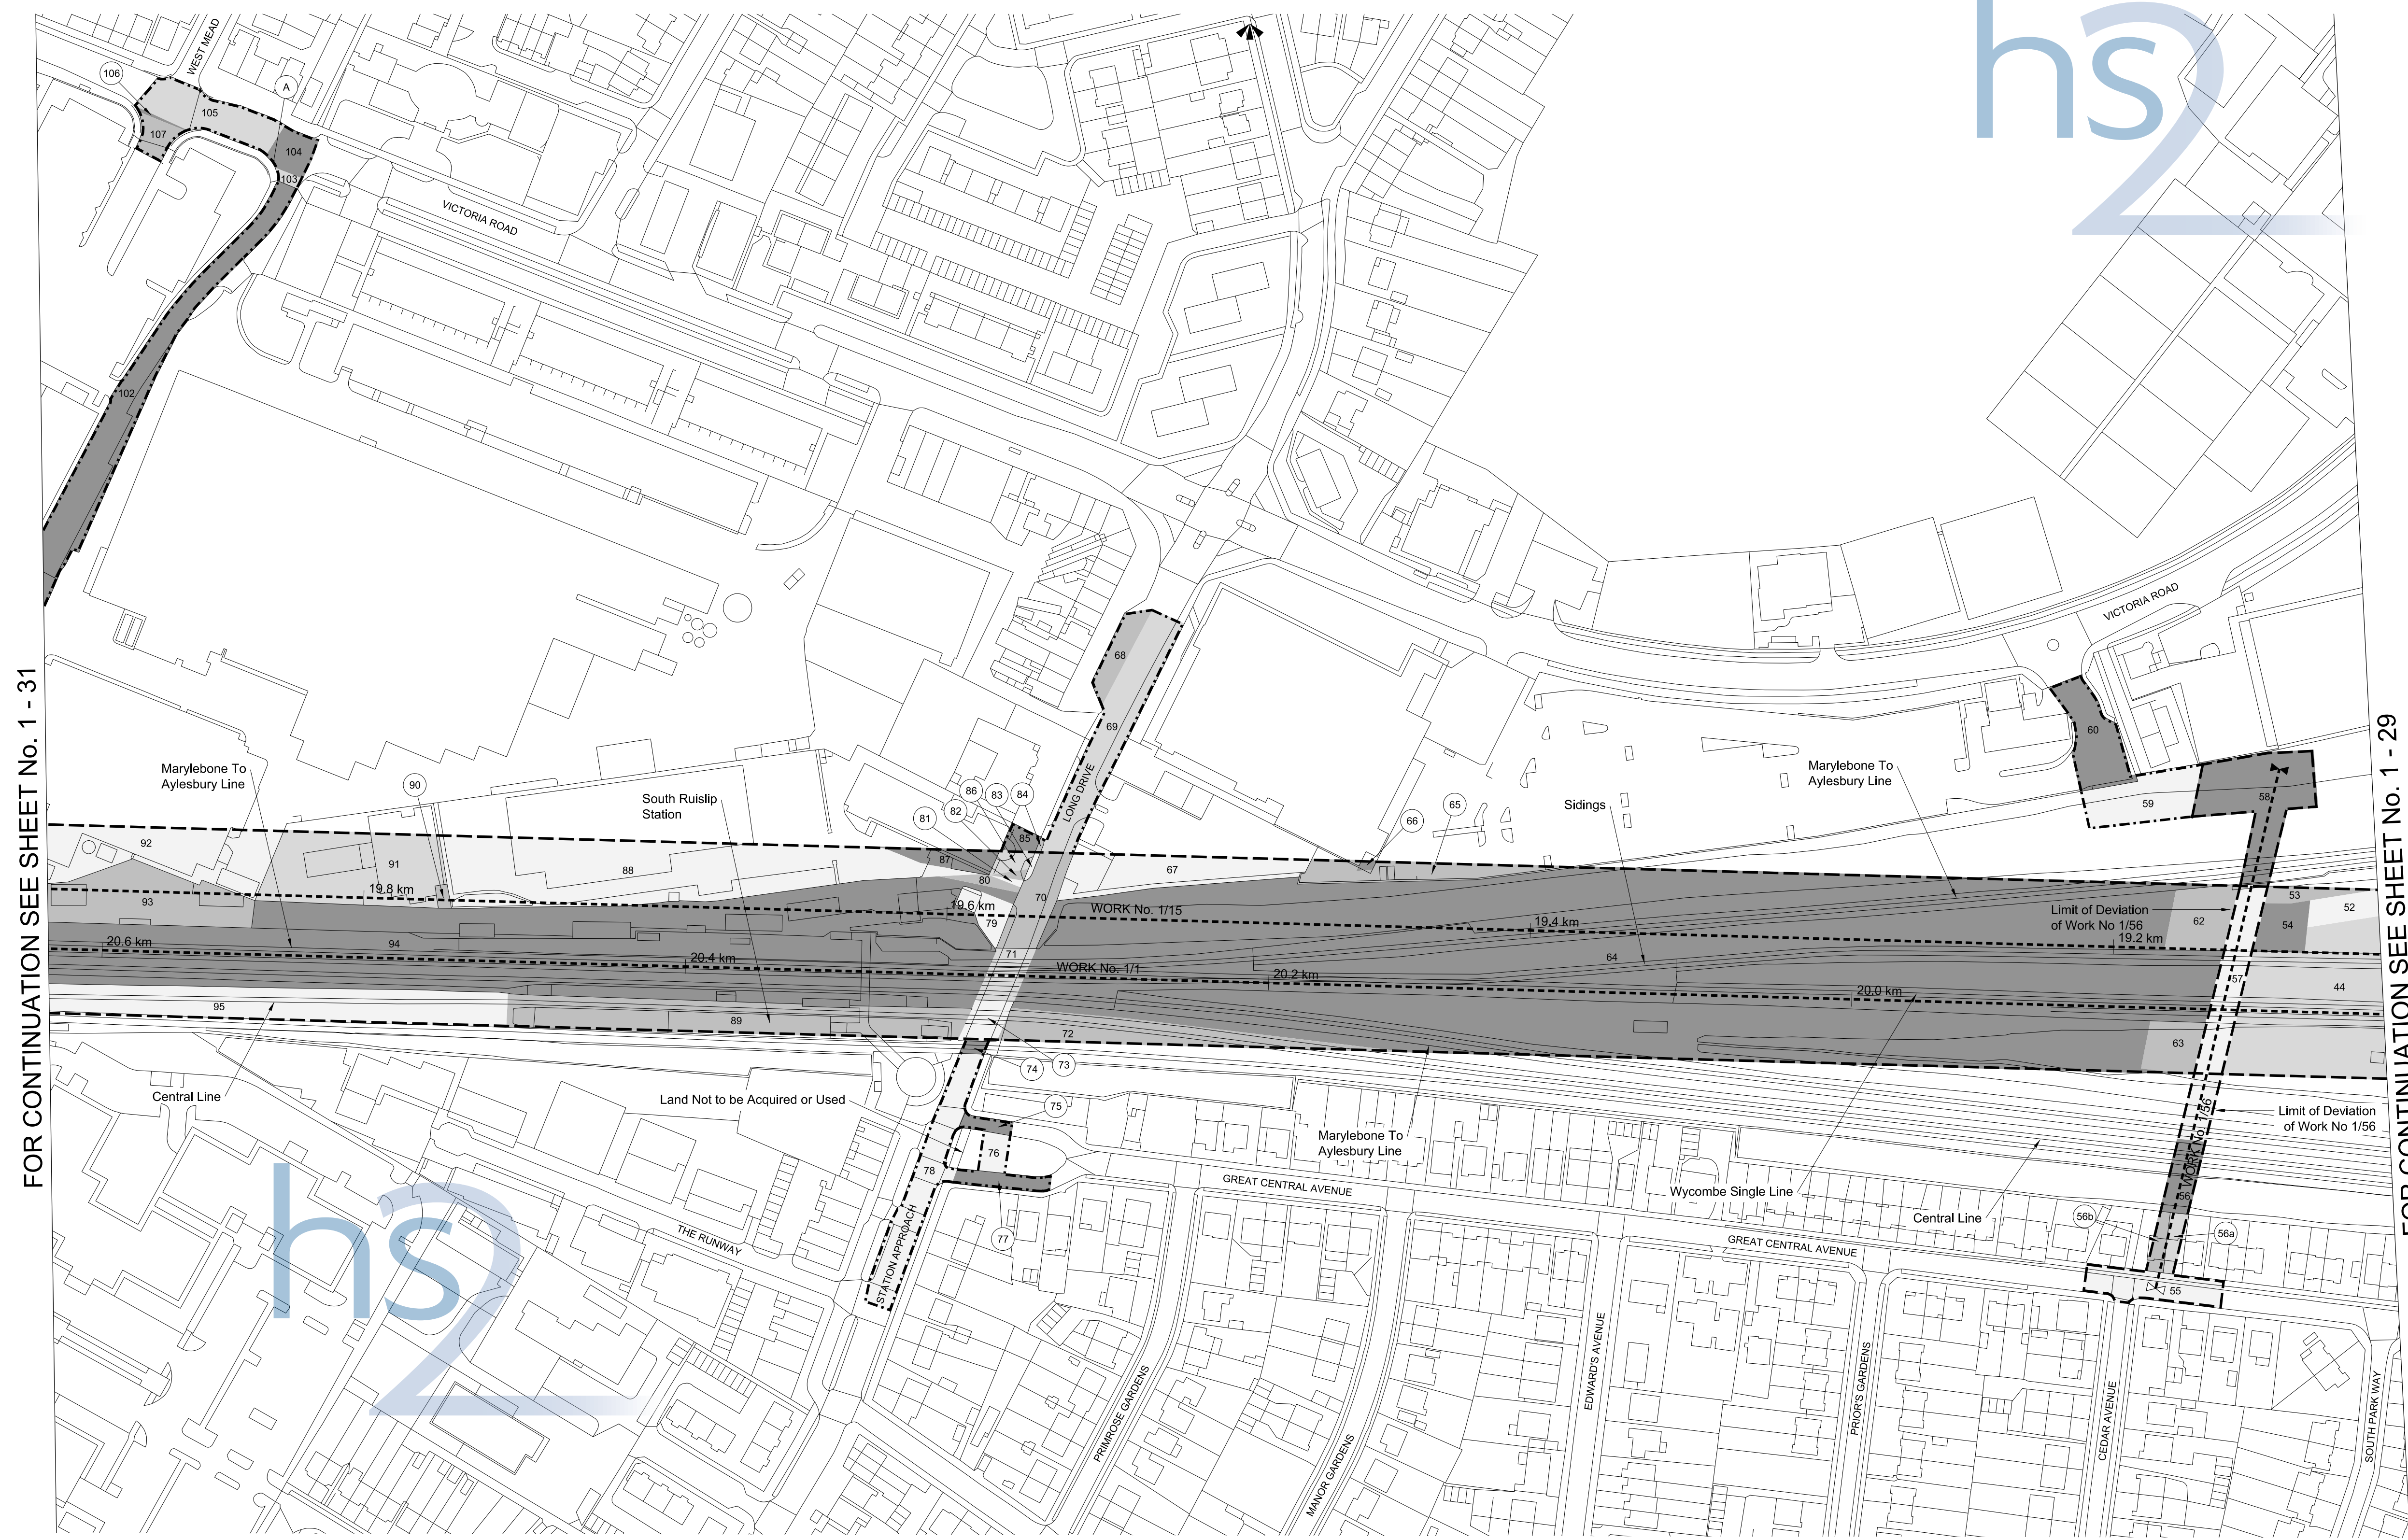 hs2
WEST MEAD
106
A
105
107
104
103
VICTORIA ROAD
102
FOR CONTINUATION SEE SHEET No. 1 - 31
FOR CONTINUATION SEE SHEET No. 1 - 29
VICTORIA ROAD
68
69
LONG DRIVE
60
59
58
Marylebone To
Aylesbury Line
90
South Ruislip
Station
81
82
86
83
84
85
66
65
Sidings
Marylebone To
Aylesbury Line
92
91
88
87
80
67
93
19.8 km
19.6 km
79
70
WORK No. 1/15
19.4 km
Limit of Deviation
of Work No 1/56
19.2 km
62
53
52
54
20.6 km
94
20.4 km
71
WORK No. 1/1
20.2 km
64
20.0 km
57
44
95
89
72
63
73
74
Central Line
Land Not to be Acquired or Used
75
76
78
77
Marylebone To
Aylesbury Line
GREAT CENTRAL AVENUE
Wycombe Single Line
Central Line
Limit of Deviation
of Work No 1/56
WORK No. 1/56
56
56b
56a
55
GREAT CENTRAL AVENUE
hs2
THE RUNWAY
STATION APPROACH
PRIMROSE GARDENS
MANOR GARDENS
EDWARD'S AVENUE
PRIOR'S GARDENS
CEDAR AVENUE
SOUTH PARK WAY